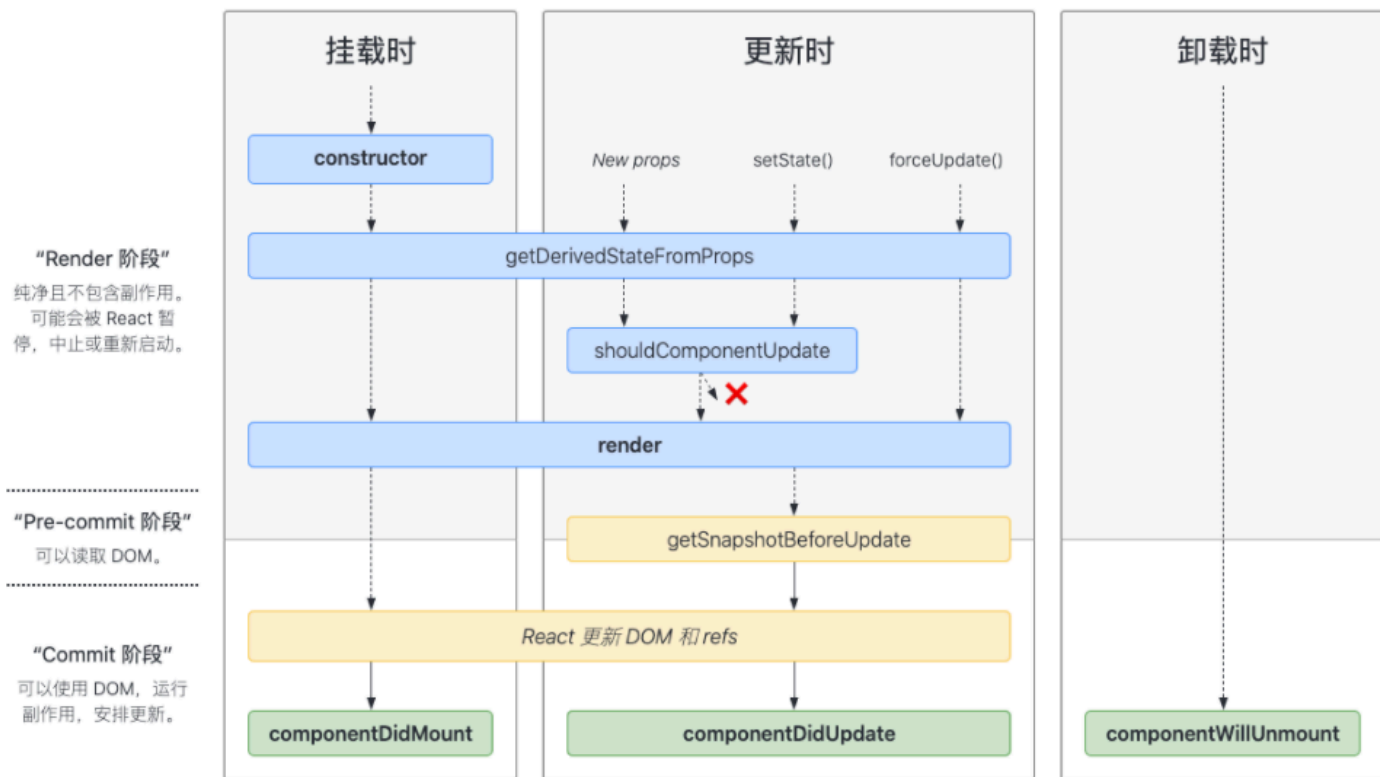 挂载时
更新时
卸载时
constructor
New props
setState()
forceUpdate()
“Render 阶段”
纯净且不包含副作用。
可能会被 React 暂
停，中止或重新启动。
getDerivedStateFromProps
shouldComponentUpdate
render
“Pre-commit 阶段”
可以读取 DOM。
getSnapshotBeforeUpdate
“Commit 阶段”
可以使用 DOM，运行
副作用，安排更新。
React 更新 DOM 和 refs
componentDidMount
componentDidUpdate
componentWillUnmount